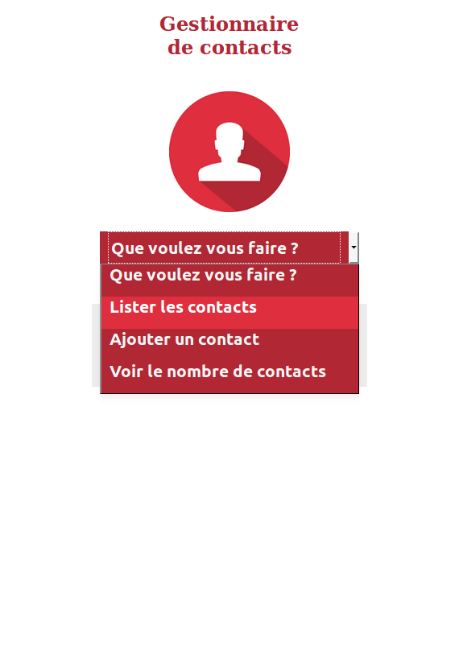 Gestionnaire
de contacts
Que voulez vous faire ?
Que voulez vous faire ?
Lister les contacts
Ajouter un contact
Voir le nombre de contacts